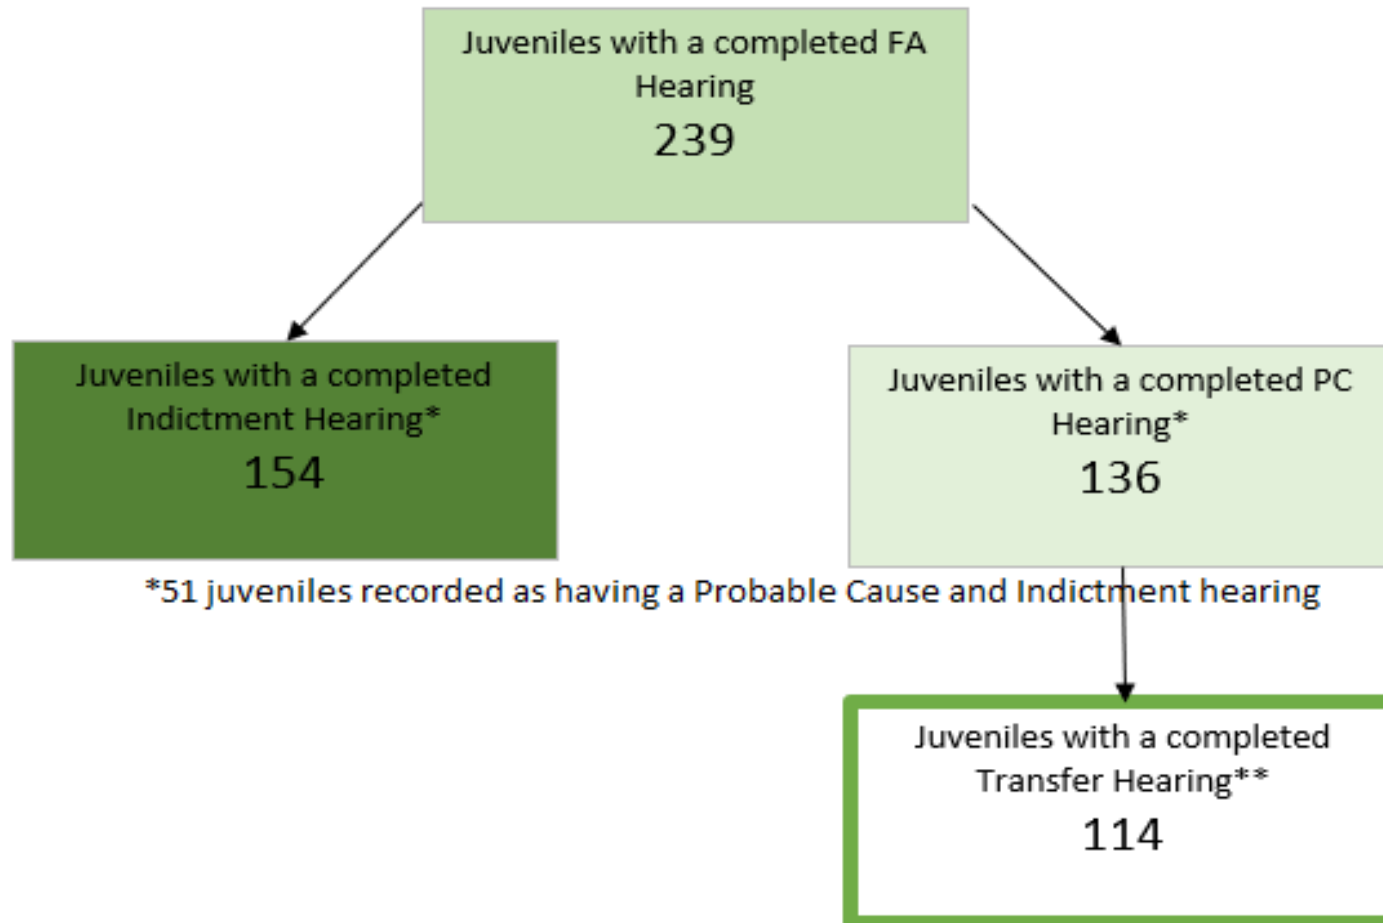 Juveniles with a completed FA
Hearing
239
Juveniles with a completed
Indictment Hearing*
154
Juveniles with a completed PC
Hearing*
136
*51 juveniles recorded as having a Probable Cause and Indictment hearing
Juveniles with a completed
Transfer Hearing**
114